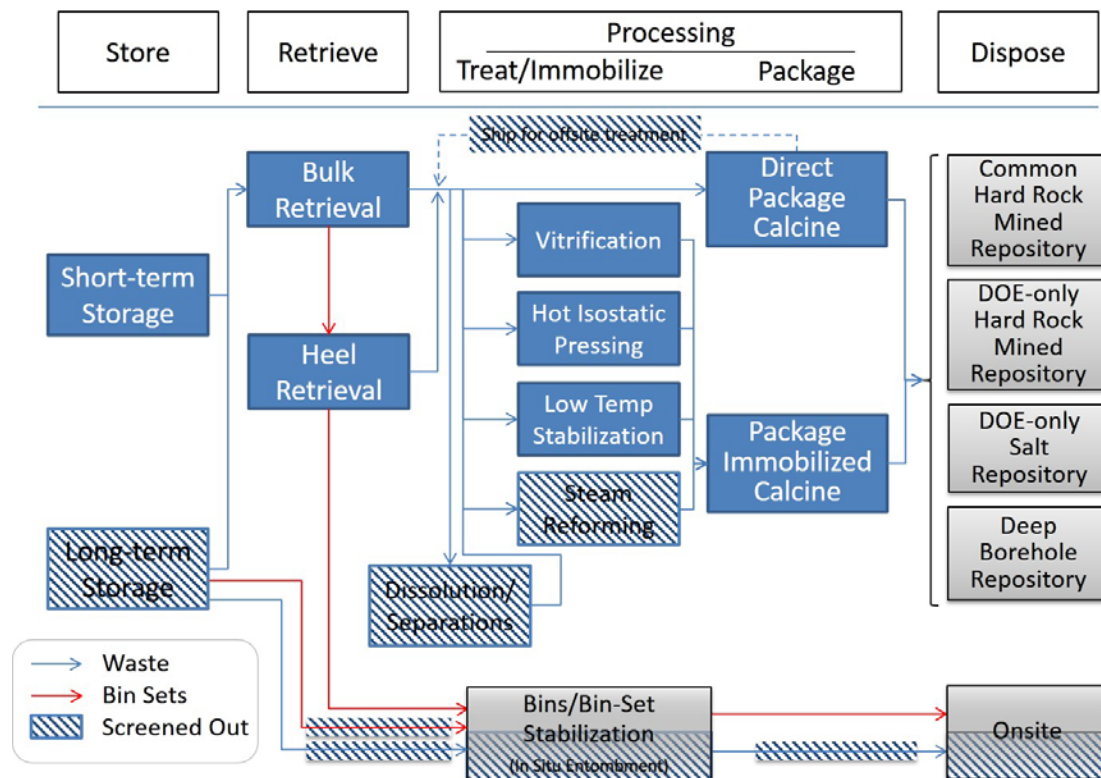 Store
Retrieve
Processing
Treat/Immobilize
Package
Dispose
Ship for offsite treatment
Bulk
Retrieval
Direct
Package
Calcine
Common
Hard Rock
Mined
Repository
Vitrification
Short-term
Storage
Hot Isostatic
Pressing
DOE-only
Hard Rock
Mined
Repository
Heel
Retrieval
Low Temp
Stabilization
Package
Immobilized
Calcine
DOE-only
Salt
Repository
Steam
Reforming
Long-term
Storage
Deep
Borehole
Repository
Dissolution/
Separations
Waste
Bin Sets
Screened Out
Bins/Bin-Set
Stabilization
(In Situ Entombment)
Onsite